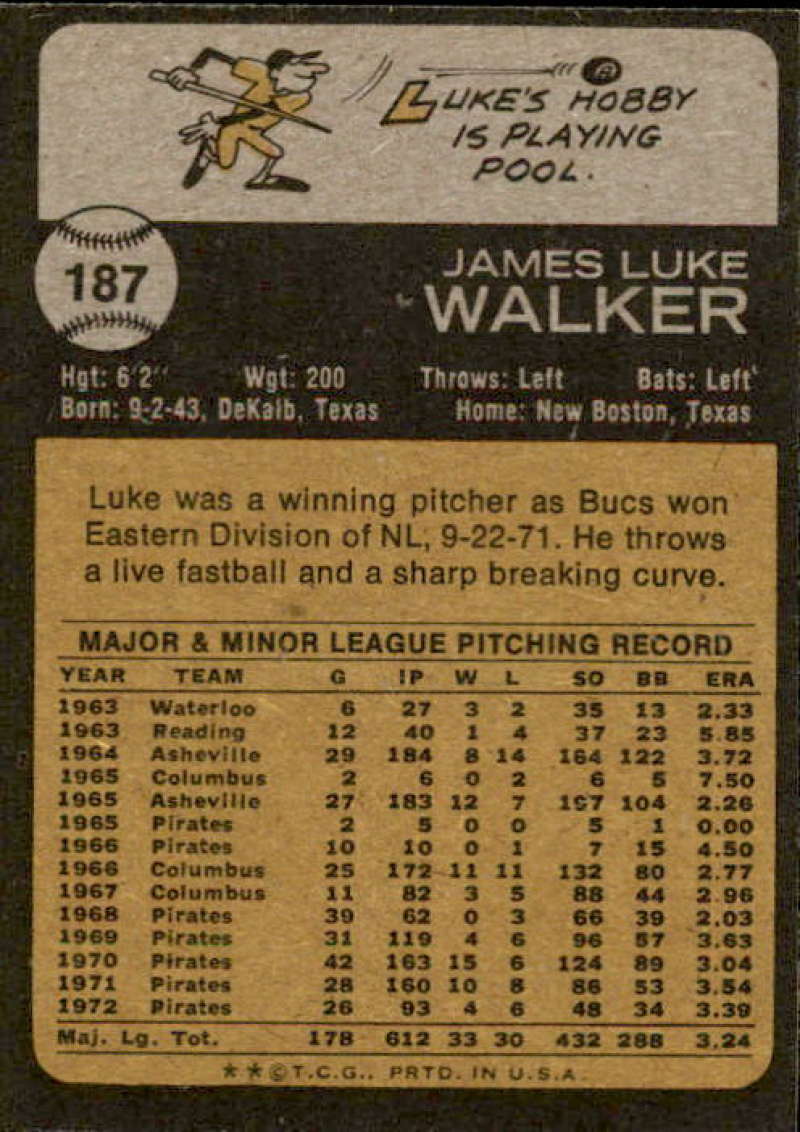 LUKE'S HOBBY
IS PLAYING
POOL.
187
JAMES LUKE
WALKER
Hgt: 6'2" Wgt: 200 Throws: Left Bats: Left
Born: 9-2-43, DeKalb, Texas Home: New Boston, Texas
Luke was a winning pitcher as Bucs won
Eastern Division of NL, 9-22-71. He throws
a live fastball and a sharp breaking curve.
MAJOR & MINOR LEAGUE PITCHING RECORD
YEAR TEAM G IP W L SO BB ERA
1963 Waterloo 6 27 3 2 35 13 2.33
1963 Reading 12 40 1 4 37 23 5.85
1964 Asheville 29 184 8 14 164 122 3.72
1965 Columbus 2 6 0 2 6 5 7.50
1965 Asheville 27 183 12 7 197 104 2.26
1965 Pirates 2 5 0 0 5 1 0.00
1966 Pirates 10 10 0 1 7 15 4.50
1966 Columbus 25 172 11 11 132 80 2.77
1967 Columbus 11 82 3 5 88 44 2.96
1968 Pirates 39 62 0 3 66 39 2.03
1969 Pirates 31 119 4 6 96 57 3.63
1970 Pirates 42 163 15 6 124 89 3.04
1971 Pirates 28 160 10 8 86 53 3.54
1972 Pirates 26 93 4 6 48 34 3.39
Maj. Lg. Tot. 178 612 33 30 432 288 3.24
**©T.C.G., PRTD. IN U.S.A.